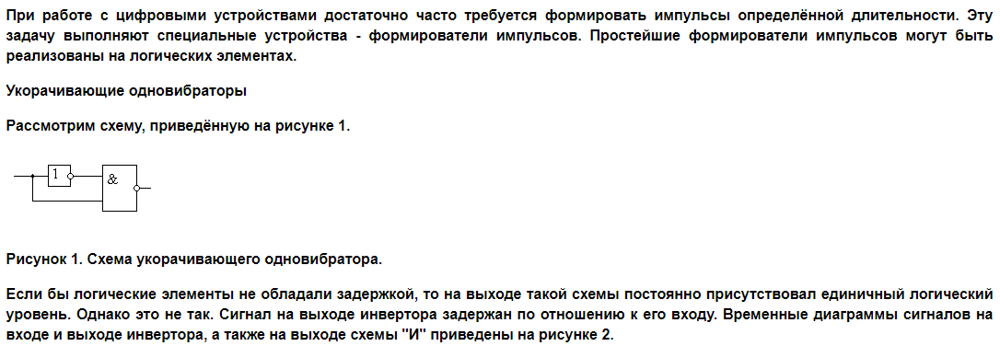 При работе с цифровыми устройствами достаточно часто требуется формировать импульсы определённой длительности. Эту
задачу выполняют специальные устройства - формирователи импульсов. Простейшие формирователи импульсов могут быть
реализованы на логических элементах.
Укорачивающие одновибраторы
Рассмотрим схему, приведённую на рисунке 1.
1
&
Рисунок 1. Схема укорачивающего одновибратора.
Если бы логические элементы не обладали задержкой, то на выходе такой схемы постоянно присутствовал единичный логический
уровень. Однако это не так. Сигнал на выходе инвертора задержан по отношению к его входу. Временные диаграммы сигналов на
входе и выходе инвертора, а также на выходе схемы "И" приведены на рисунке 2.